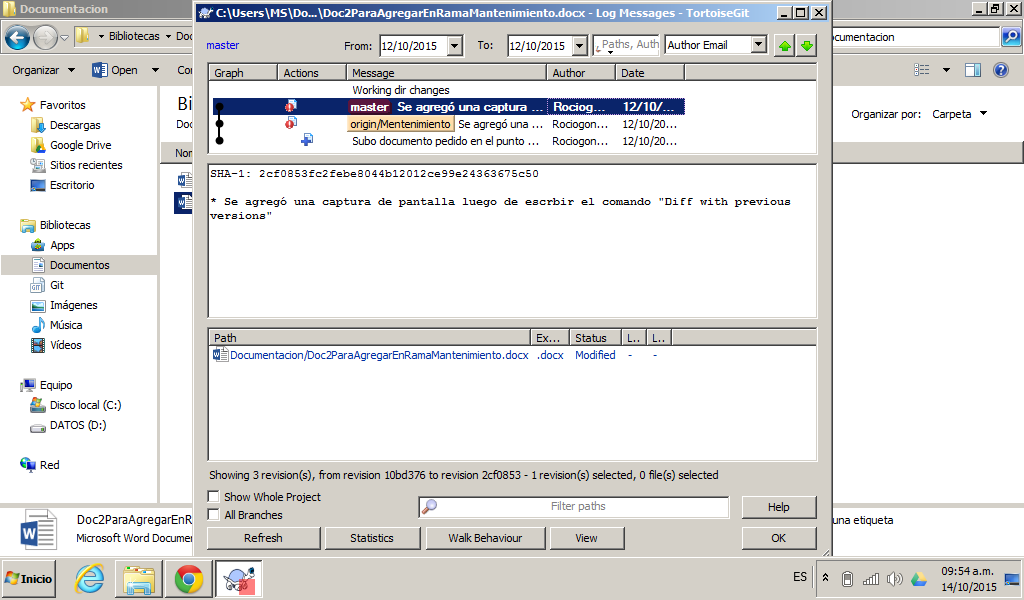 Documentacion
C:\Users\MS\Do...\Doc2ParaAgregarEnRamaMantenimiento.docx - Log Messages - TortoiseGit
Bibliotecas
Do
ocumentacion
master
From: 12/10/2015
To: 12/10/2015
Paths, Auth
Author Email
Organizar
Open
Co
Graph
Actions
Message
Author
Date
Working dir changes
master Se agregó una captura ... Rociog... 12/10/...
origin/Mentenimiento Se agregó una ... Rociogon... 12/10/20...
Subo documento pedido en el punto ... Rociogon... 12/10/20...
Favoritos
Descargas
Google Drive
Sitios recientes
Escritorio
Bibliotecas
Apps
Documentos
Git
Imágenes
Música
Vídeos
Equipo
Disco local (C:)
DATOS (D:)
Red
Bi
Doc
Nor
Organizar por: Carpeta
SHA-1: 2cf0853fc2febe8044b12012ce99e24363675c50
* Se agregó una captura de pantalla luego de escrbir el comando "Diff with previous
versions"
Path
Ex...
Status
L..
L..
Documentacion/Doc2ParaAgregarEnRamaMantenimiento.docx .docx Modified - -
Showing 3 revision(s), from revision 10bd376 to revision 2cf0853 - 1 revision(s) selected, 0 file(s) selected
Show Whole Project
All Branches
Filter paths
Help
Refresh
Statistics
Walk Behaviour
View
OK
Doc2ParaAgregarEnR
Microsoft Word Documen
una etiqueta
Inicio
ES
09:54 a.m.
14/10/2015